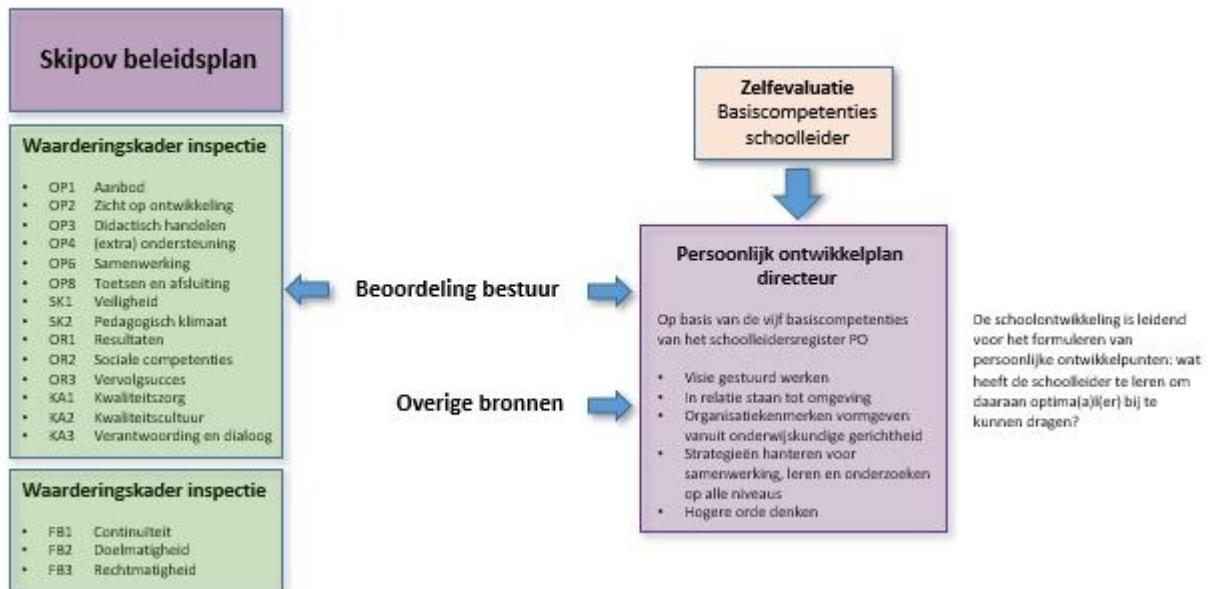 Skipov beleidsplan
Waarderingskader inspectie
• OP1 Aanbod
• OP2 Zicht op ontwikkeling
• OP3 Didactisch handelen
• OP4 (extra) ondersteuning
• OP6 Samenwerking
• OP8 Toetsen en afsluiting
• SK1 Veiligheid
• SK2 Pedagogisch klimaat
• OR1 Resultaten
• OR2 Sociale competenties
• OR3 Vervolgsucces
• KA1 Kwaliteitszorg
• KA2 Kwaliteitscultuur
• KA3 Verantwoording en dialoog
Waarderingskader inspectie
• FB1 Continuïteit
• FB2 Doelmatigheid
• FB3 Rechtmatigheid
Beoordeling bestuur
Overige bronnen
Zelfevaluatie
Basiscompetenties
schoolleider
Persoonlijk ontwikkelplan
directeur
Op basis van de vijf basiscompetenties
van het schoolleidersregister PO
• Visie gestuurd werken
• In relatie staan tot omgeving
• Organisatiekenmerken vormgeven
vanuit onderwijskundige gerichtheid
• Strategieën hanteren voor
samenwerking, leren en onderzoeken
op alle niveaus
• Hogere orde denken
De schoolontwikkeling is leidend
voor het formuleren van
persoonlijke ontwikkelpunten: wat
heeft de schoolleider te leren om
daaraan optima(a)l(er) bij te
kunnen dragen?